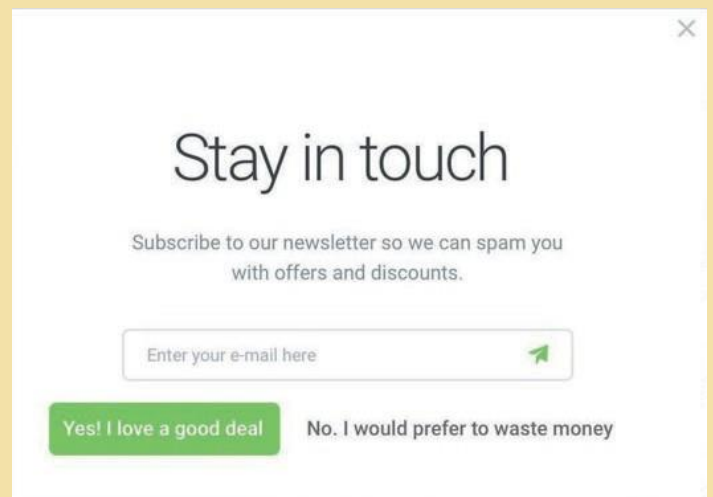 Stay in touch
Subscribe to our newsletter so we can spam you
with offers and discounts.
Enter your e-mail here
Yes! I love a good deal No. I would prefer to waste money